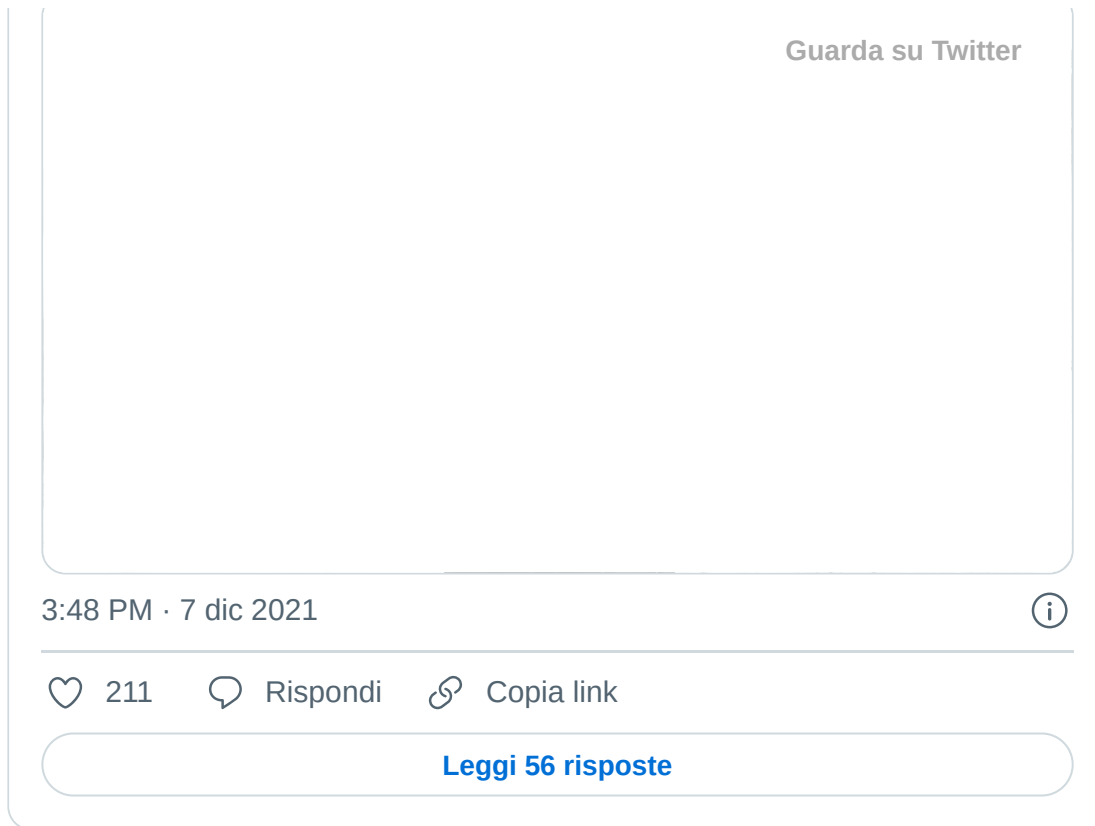 Guarda su Twitter
3:48 PM · 7 dic 2021
211 Rispondi Copia link
Leggi 56 risposte